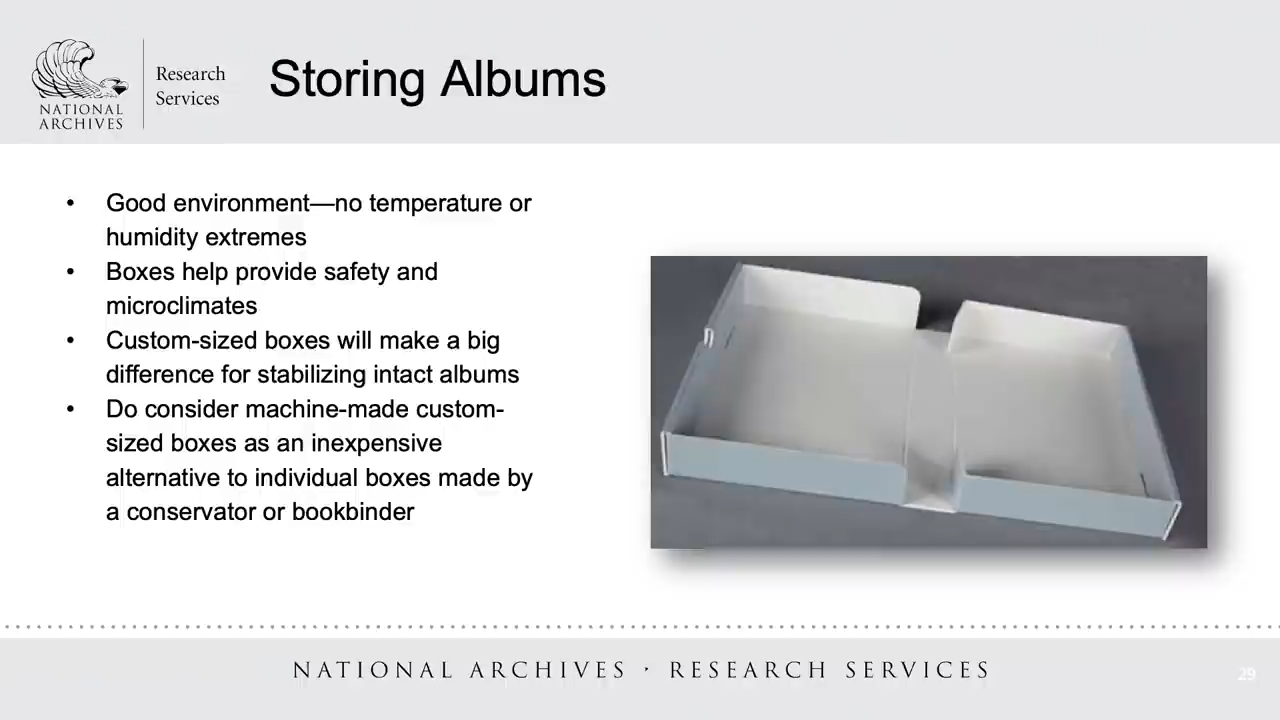 NATIONAL
ARCHIVES
Research
Services
Storing Albums
• Good environment—no temperature or
humidity extremes
• Boxes help provide safety and
microclimates
• Custom-sized boxes will make a big
difference for stabilizing intact albums
• Do consider machine-made custom-
sized boxes as an inexpensive
alternative to individual boxes made by
a conservator or bookbinder
NATIONAL ARCHIVES · RESEARCH SERVICES
29